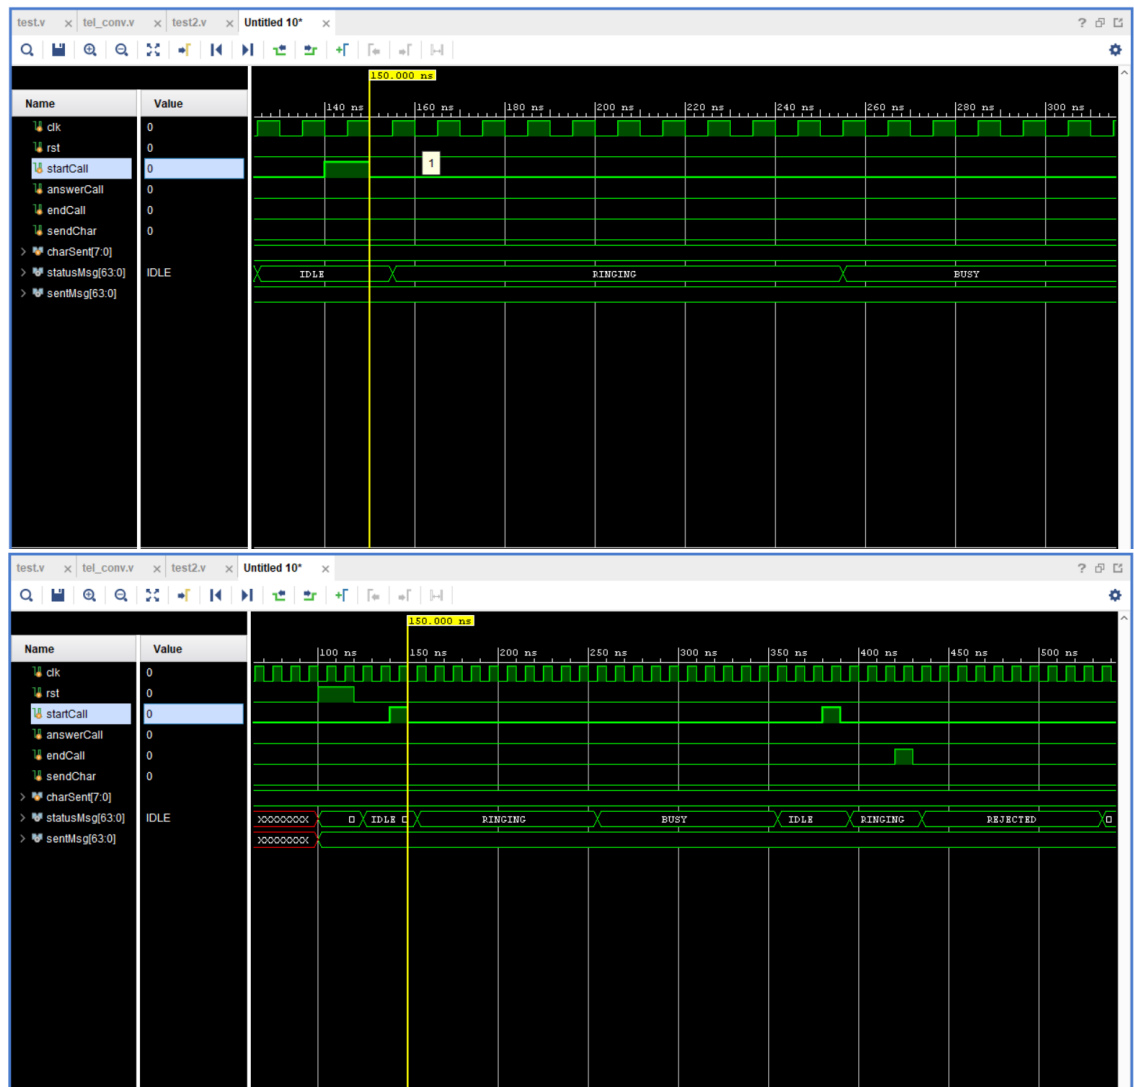 test.v x tel_conv.v x test2.v x Untitled 10* x ?
150.000 ns
Name Value
140 ns 160 ns 180 ns 200 ns 220 ns 240 ns 260 ns 280 ns 300 ns
clk 0
rst 0
startCall 0 1
answerCall 0
endCall 0
sendChar 0
charSent[7:0]
statusMsg[63:0] IDLE IDLE RINGING BUSY
sentMsg[63:0]
test.v x tel_conv.v x test2.v x Untitled 10* x ?
150.000 ns
Name Value
100 ns 150 ns 200 ns 250 ns 300 ns 350 ns 400 ns 450 ns 500 ns
clk 0
rst 0
startCall 0
answerCall 0
endCall 0
sendChar 0
charSent[7:0]
statusMsg[63:0] IDLE XXXXXXXX IDLE RINGING BUSY IDLE RINGING REJECTED
sentMsg[63:0] XXXXXXXX